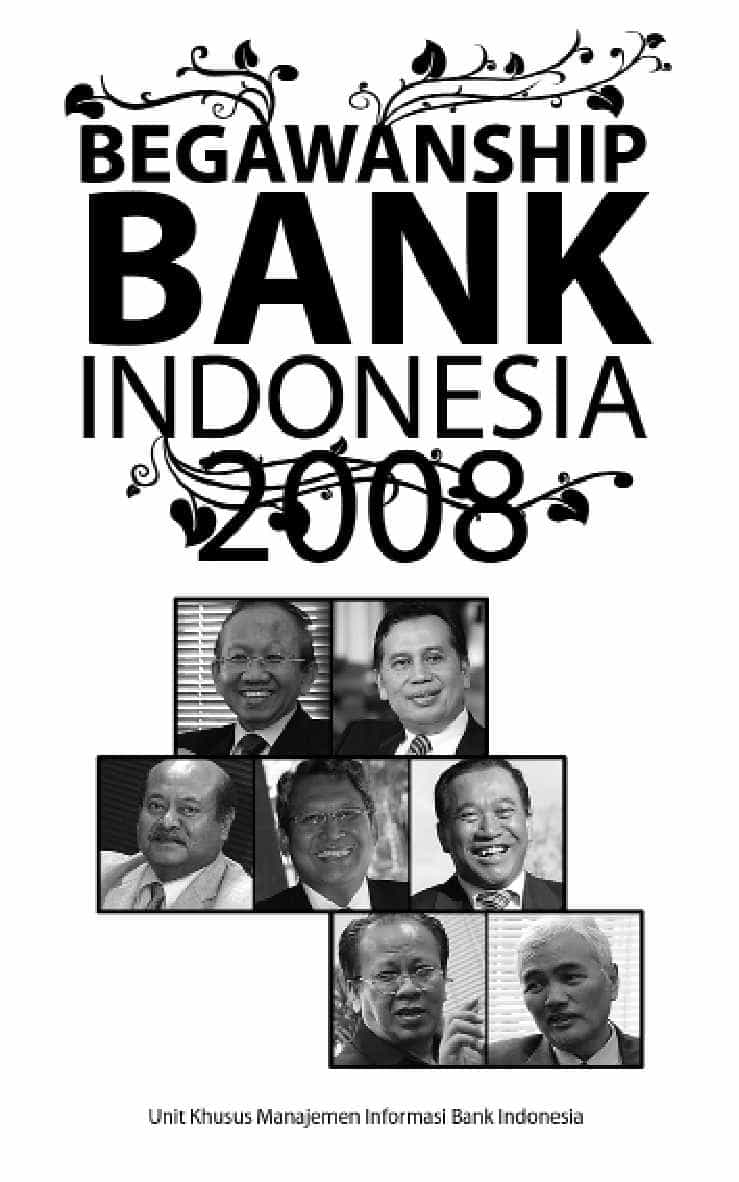 BEGAWANSHIP
BANK
INDONESIA
2008
Unit Khusus Manajemen Informasi Bank Indonesia